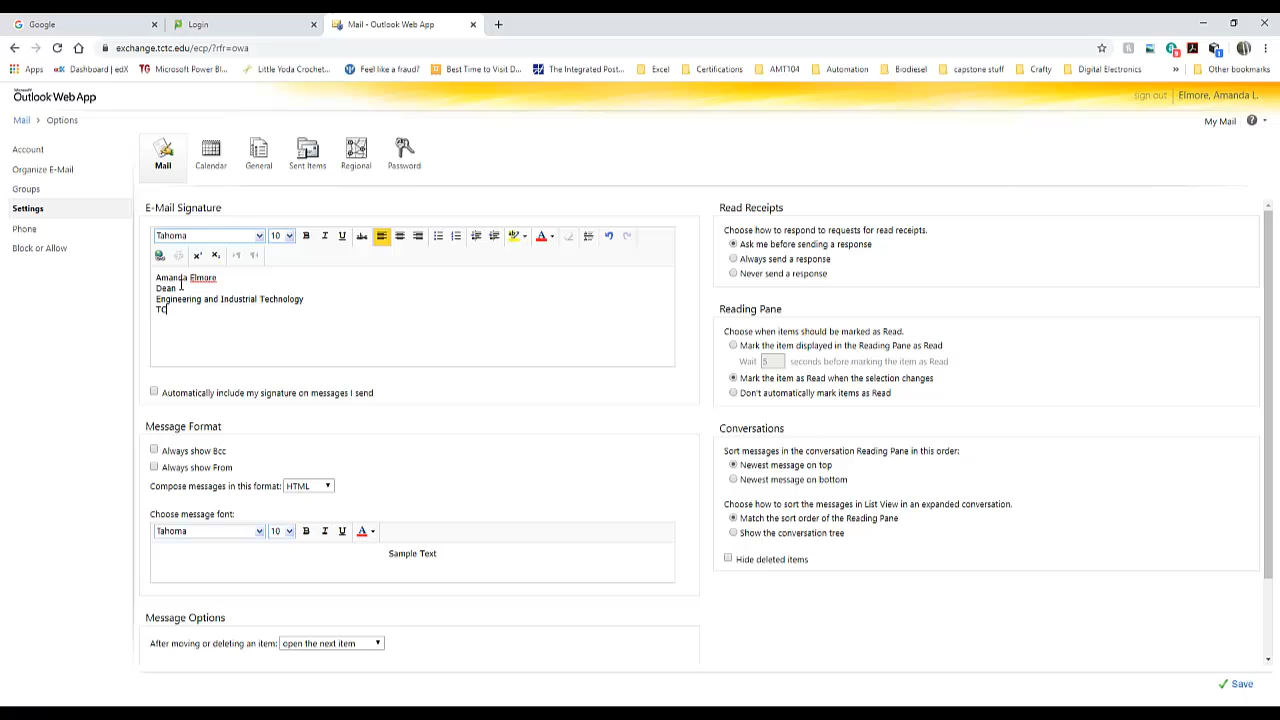 Google
Login
Mail - Outlook Web App
exchange.tctc.edu/ecp/?rfr=owa
Apps
Dashboard | edX
Microsoft Power Bl...
Little Yoda Crochet...
Feel like a fraud?
Best Time to Visit D...
The Integrated Post...
Excel
Certifications
AMT104
Automation
Biodiesel
capstone stuff
Crafty
Digital Electronics
»
Other bookmarks
Microsoft
Outlook Web App
sign out
Elmore, Amanda L.
Mail > Options
My Mail
Account
Organize E-Mail
Groups
Settings
Phone
Block or Allow
Mail
Calendar
General
Sent Items
Regional
Password
E-Mail Signature
Tahoma 10 B I U abc
Amanda Elmore
Dean
Engineering and Industrial Technology
TC
Automatically include my signature on messages I send
Message Format
Always show Bcc
Always show From
Compose messages in this format: HTML
Choose message font:
Tahoma 10 B I U A
Sample Text
Message Options
After moving or deleting an item: open the next item
Read Receipts
Choose how to respond to requests for read receipts.
Ask me before sending a response
Always send a response
Never send a response
Reading Pane
Choose when items should be marked as Read.
Mark the item displayed in the Reading Pane as Read
Wait 5 seconds before marking the item as Read
Mark the item as Read when the selection changes
Don't automatically mark items as Read
Conversations
Sort messages in the conversation Reading Pane in this order:
Newest message on top
Newest message on bottom
Choose how to sort the messages in List View in an expanded conversation.
Match the sort order of the Reading Pane
Show the conversation tree
Hide deleted items
Save